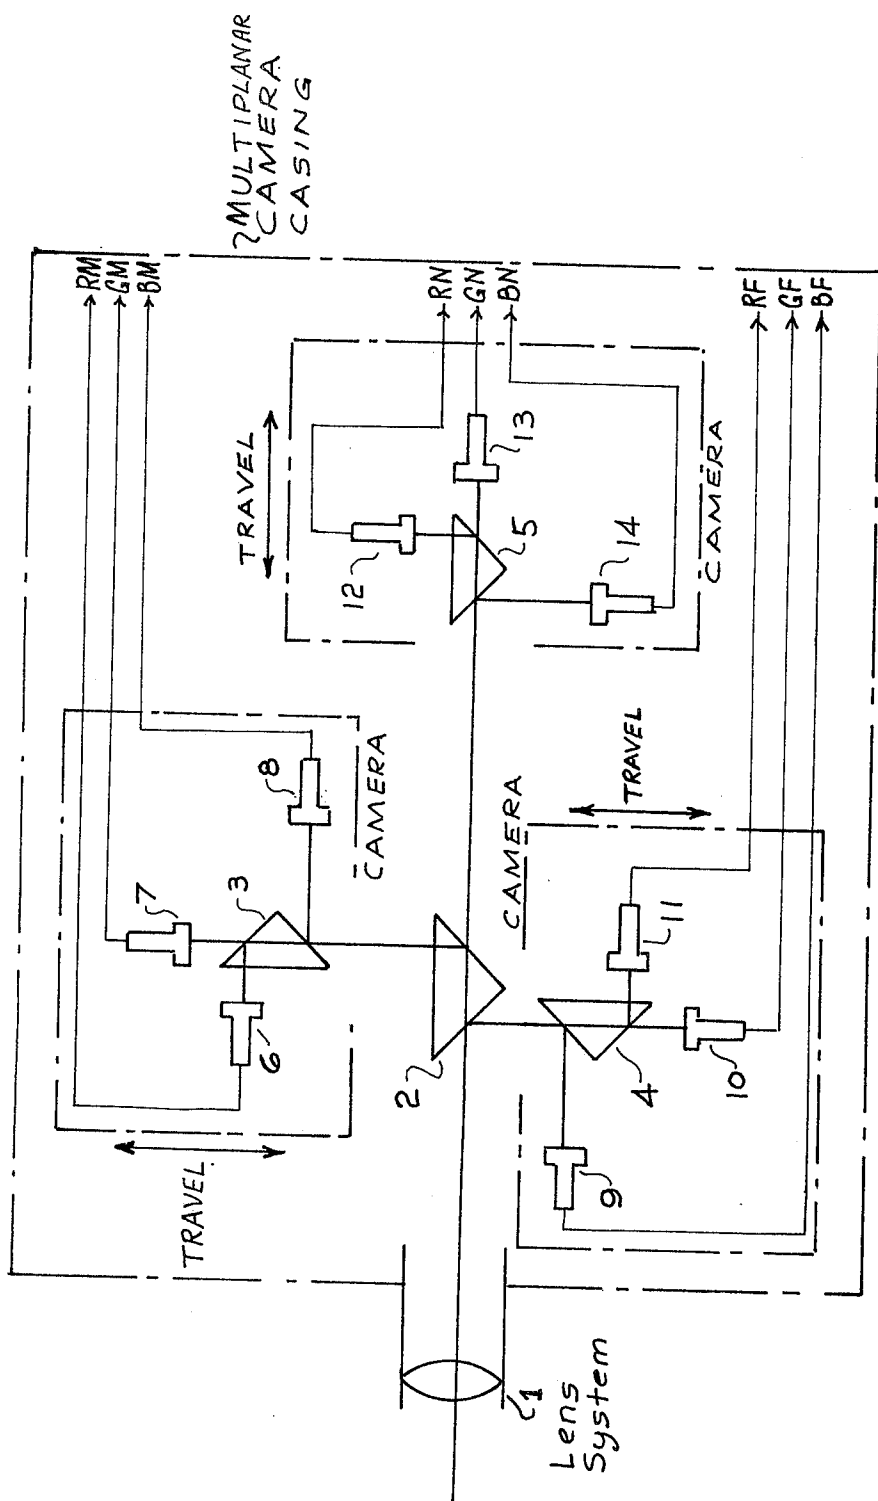 MULTIPLANAR
CAMERA
CASING
RM
GM
BM
RN
GN
BN
RF
GF
BF
TRAVEL
12
13
5
14
CAMERA
7
3
8
6
CAMERA
TRAVEL
2
CAMERA
TRAVEL
11
4
10
9
1
Lens
System